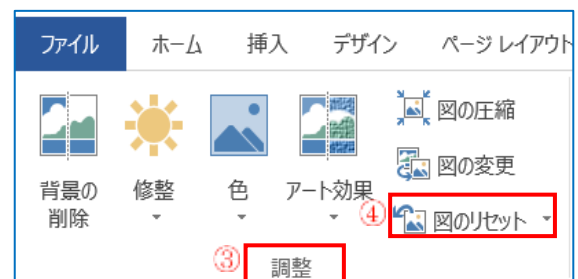 ファイル ホーム 挿入 デザイン ページ レイアウト
図の圧縮
図の変更
背景の
削除
修整
色
アート効果
④ 図のリセット
③ 調整